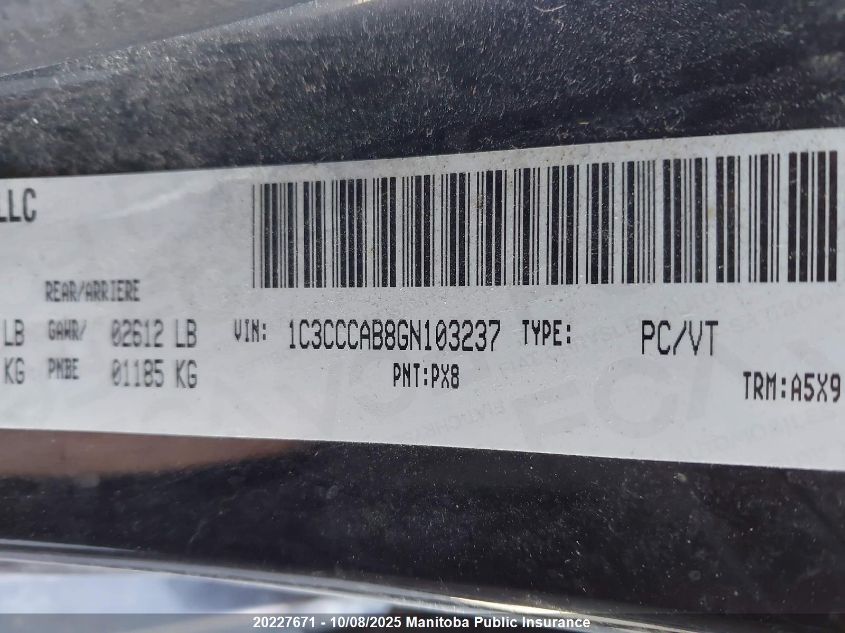 LLC
REAR/ARRIERE
LB GAWR/ 02612 LB VIN: 1C3CCCAB8GN103237 TYPE: PC/VT
KG PNBE 01185 KG PNT:PX8 TRM:A5X9
20227671 - 10/08/2025 Manitoba Public Insurance